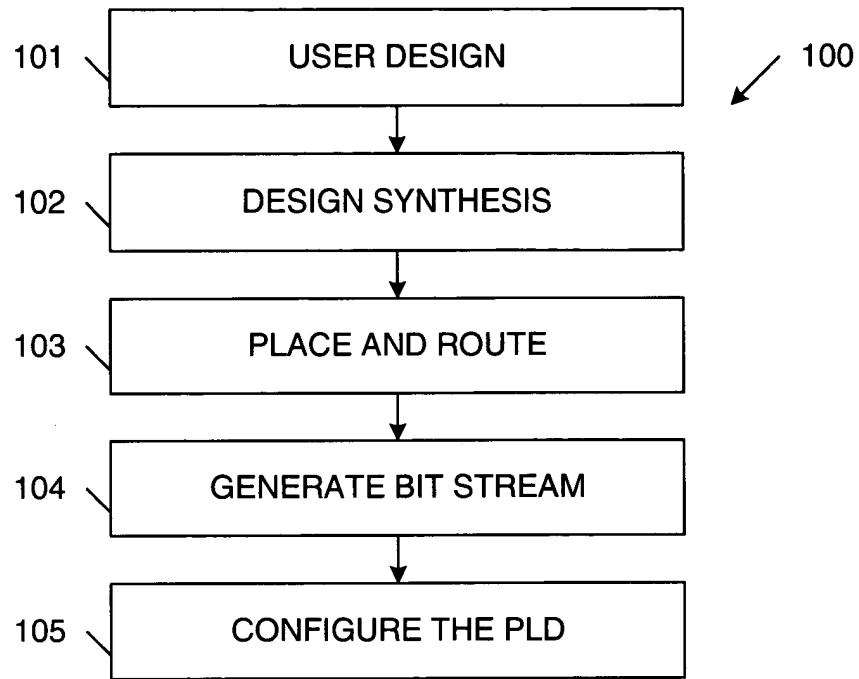 101 USER DESIGN 100
102 DESIGN SYNTHESIS
103 PLACE AND ROUTE
104 GENERATE BIT STREAM
105 CONFIGURE THE PLD